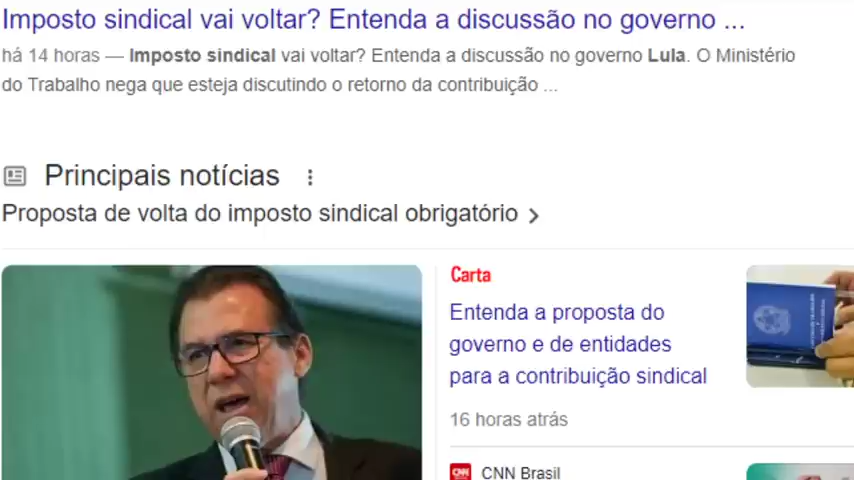 Imposto sindical vai voltar? Entenda a discussão no governo ...
há 14 horas — Imposto sindical vai voltar? Entenda a discussão no governo Lula. O Ministério
do Trabalho nega que esteja discutindo o retorno da contribuição ...
Principais notícias
Proposta de volta do imposto sindical obrigatório
Carta
Entenda a proposta do
governo e de entidades
para a contribuição sindical
16 horas atrás
CNN CNN Brasil